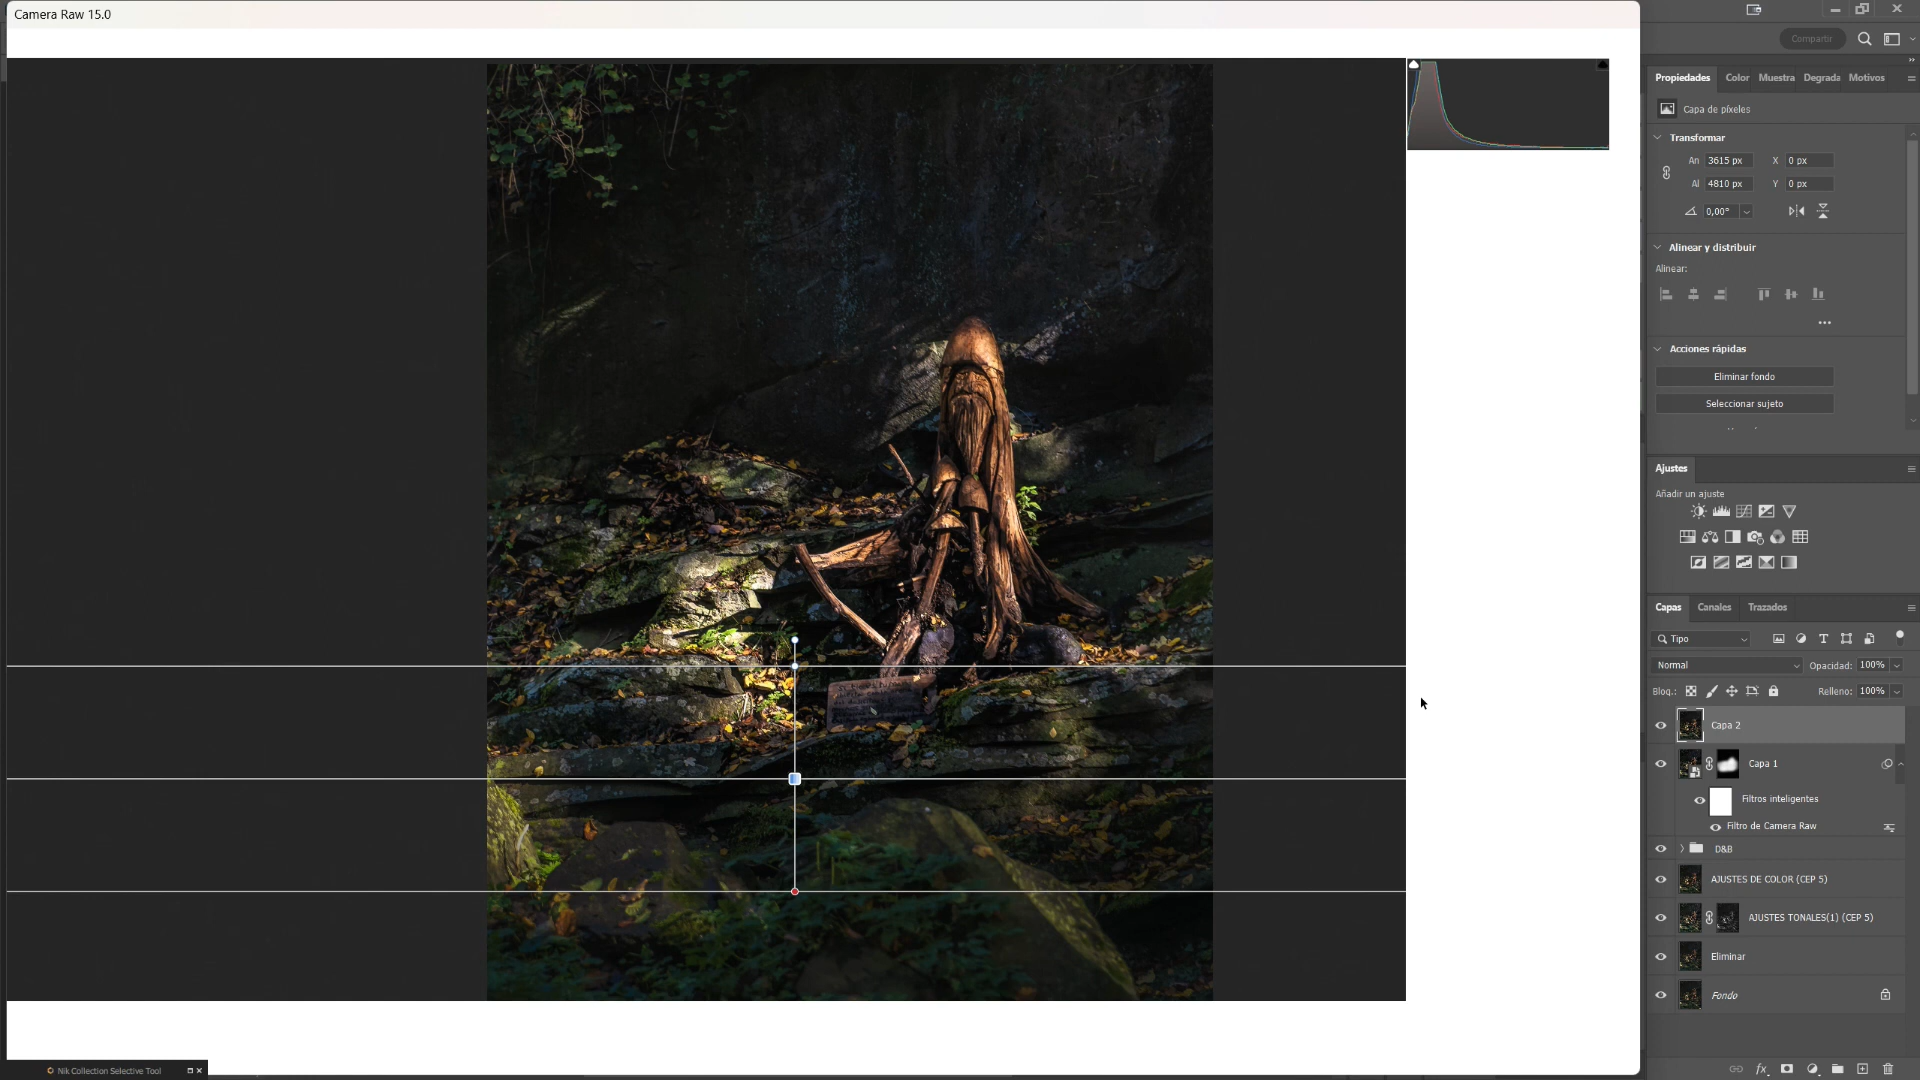 Camera Raw 15.0
Compartir
Propiedades Color Muestra Degrada Motivos
Capa de píxeles
Transformar
An 3615 px X 0 px
Al 4810 px Y 0 px
0,00°
Alinear y distribuir
Alinear:
Acciones rápidas
Eliminar fondo
Seleccionar sujeto
Ajustes
Añadir un ajuste
Capas Canales Trazados
Tipo
Normal Opacidad: 100%
Bloq.: Relleno: 100%
Capa 2
Capa 1
Filtros inteligentes
Filtro de Camera Raw
D&B
AJUSTES DE COLOR (CEP 5)
AJUSTES TONALES(1) (CEP 5)
Eliminar
Fondo
fx
Nik Collection Selective Tool